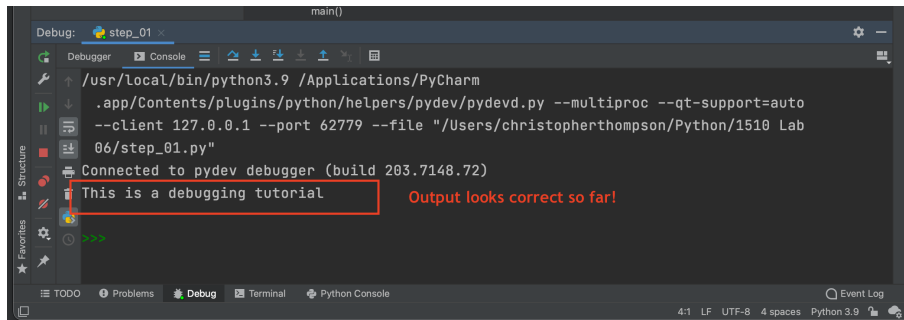 main()
Debug: step_01
Debugger Console
/usr/local/bin/python3.9 /Applications/PyCharm
.app/Contents/plugins/python/helpers/pydev/pydevd.py --multiproc --qt-support=auto
--client 127.0.0.1 --port 62779 --file "/Users/christopherthompson/Python/1510 Lab
06/step_01.py"
Connected to pydev debugger (build 203.7148.72)
This is a debugging tutorial
Output looks correct so far!
>>>
Structure
Favorites
TODO Problems Debug Terminal Python Console Event Log
4:1 LF UTF-8 4 spaces Python 3.9